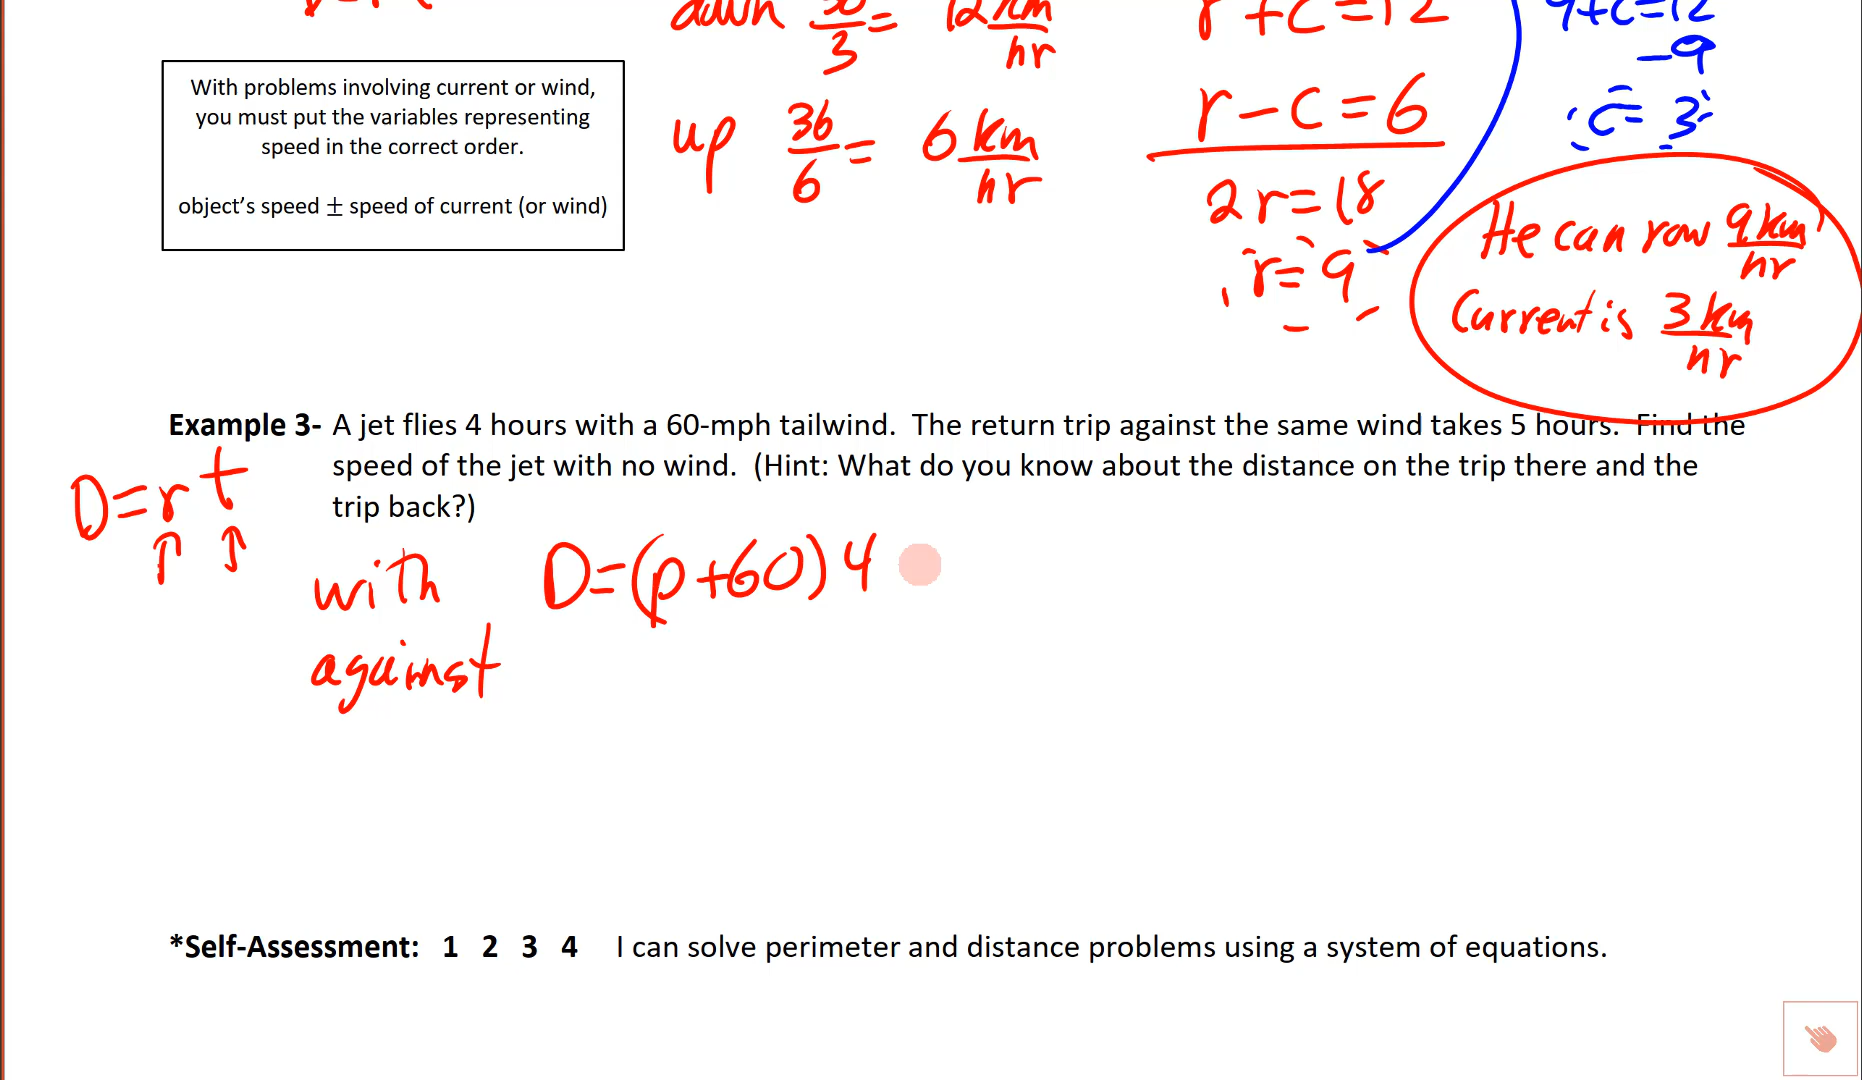 down 36/3 = 12 km/hr
r + c = 12
9+c=12
-9
c = 3
With problems involving current or wind,
you must put the variables representing
speed in the correct order.
object's speed ± speed of current (or wind)
up 36/6 = 6 km/hr
r - c = 6
2r = 18
r = 9
He can row 9 km/hr
Current is 3 km/hr
Example 3- A jet flies 4 hours with a 60-mph tailwind. The return trip against the same wind takes 5 hours. Find the
speed of the jet with no wind. (Hint: What do you know about the distance on the trip there and the
trip back?)
D = r t
with D = (p+60) 4
against
*Self-Assessment: 1 2 3 4 I can solve perimeter and distance problems using a system of equations.